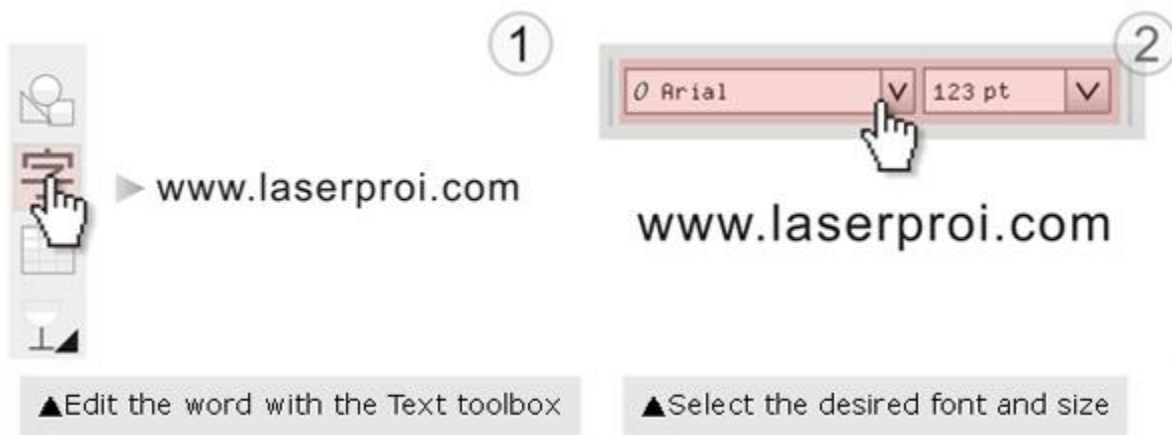 1
字
www.laserproi.com
▲Edit the word with the Text toolbox
2
O Arial
123 pt
www.laserproi.com
▲Select the desired font and size